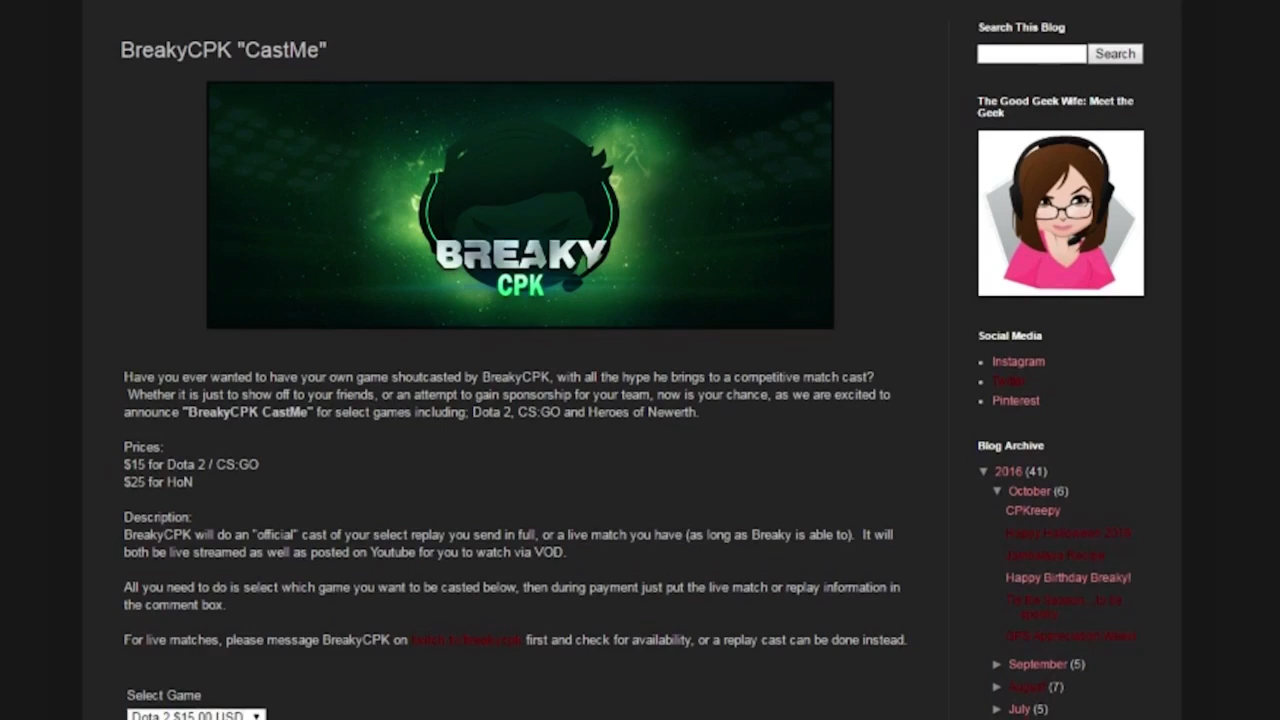 BreakyCPK "CastMe"
BREAKY
CPK
Have you ever wanted to have your own game shoutcasted by BreakyCPK, with all the hype he brings to a competitive match cast?
Whether it is just to show off to your friends, or an attempt to gain sponsorship for your team, now is your chance, as we are excited to
announce "BreakyCPK CastMe" for select games including; Dota 2, CS:GO and Heroes of Newerth.
Prices:
$15 for Dota 2 / CS:GO
$25 for HoN
Description:
BreakyCPK will do an "official" cast of your select replay you send in full, or a live match you have (as long as Breaky is able to). It will
both be live streamed as well as posted on Youtube for you to watch via VOD.
All you need to do is select which game you want to be casted below, then during payment just put the live match or replay information in
the comment box.
For live matches, please message BreakyCPK on first and check for availability, or a replay cast can be done instead.
Select Game
Dota 2 $15.00 USD
Search This Blog
Search
The Good Geek Wife: Meet the
Geek
Social Media
Instagram
Twitter
Pinterest
Blog Archive
2016 (41)
October (6)
CPKreepy
Happy Halloween 2016
Happy Birthday Breaky!
September (5)
August (7)
July (5)